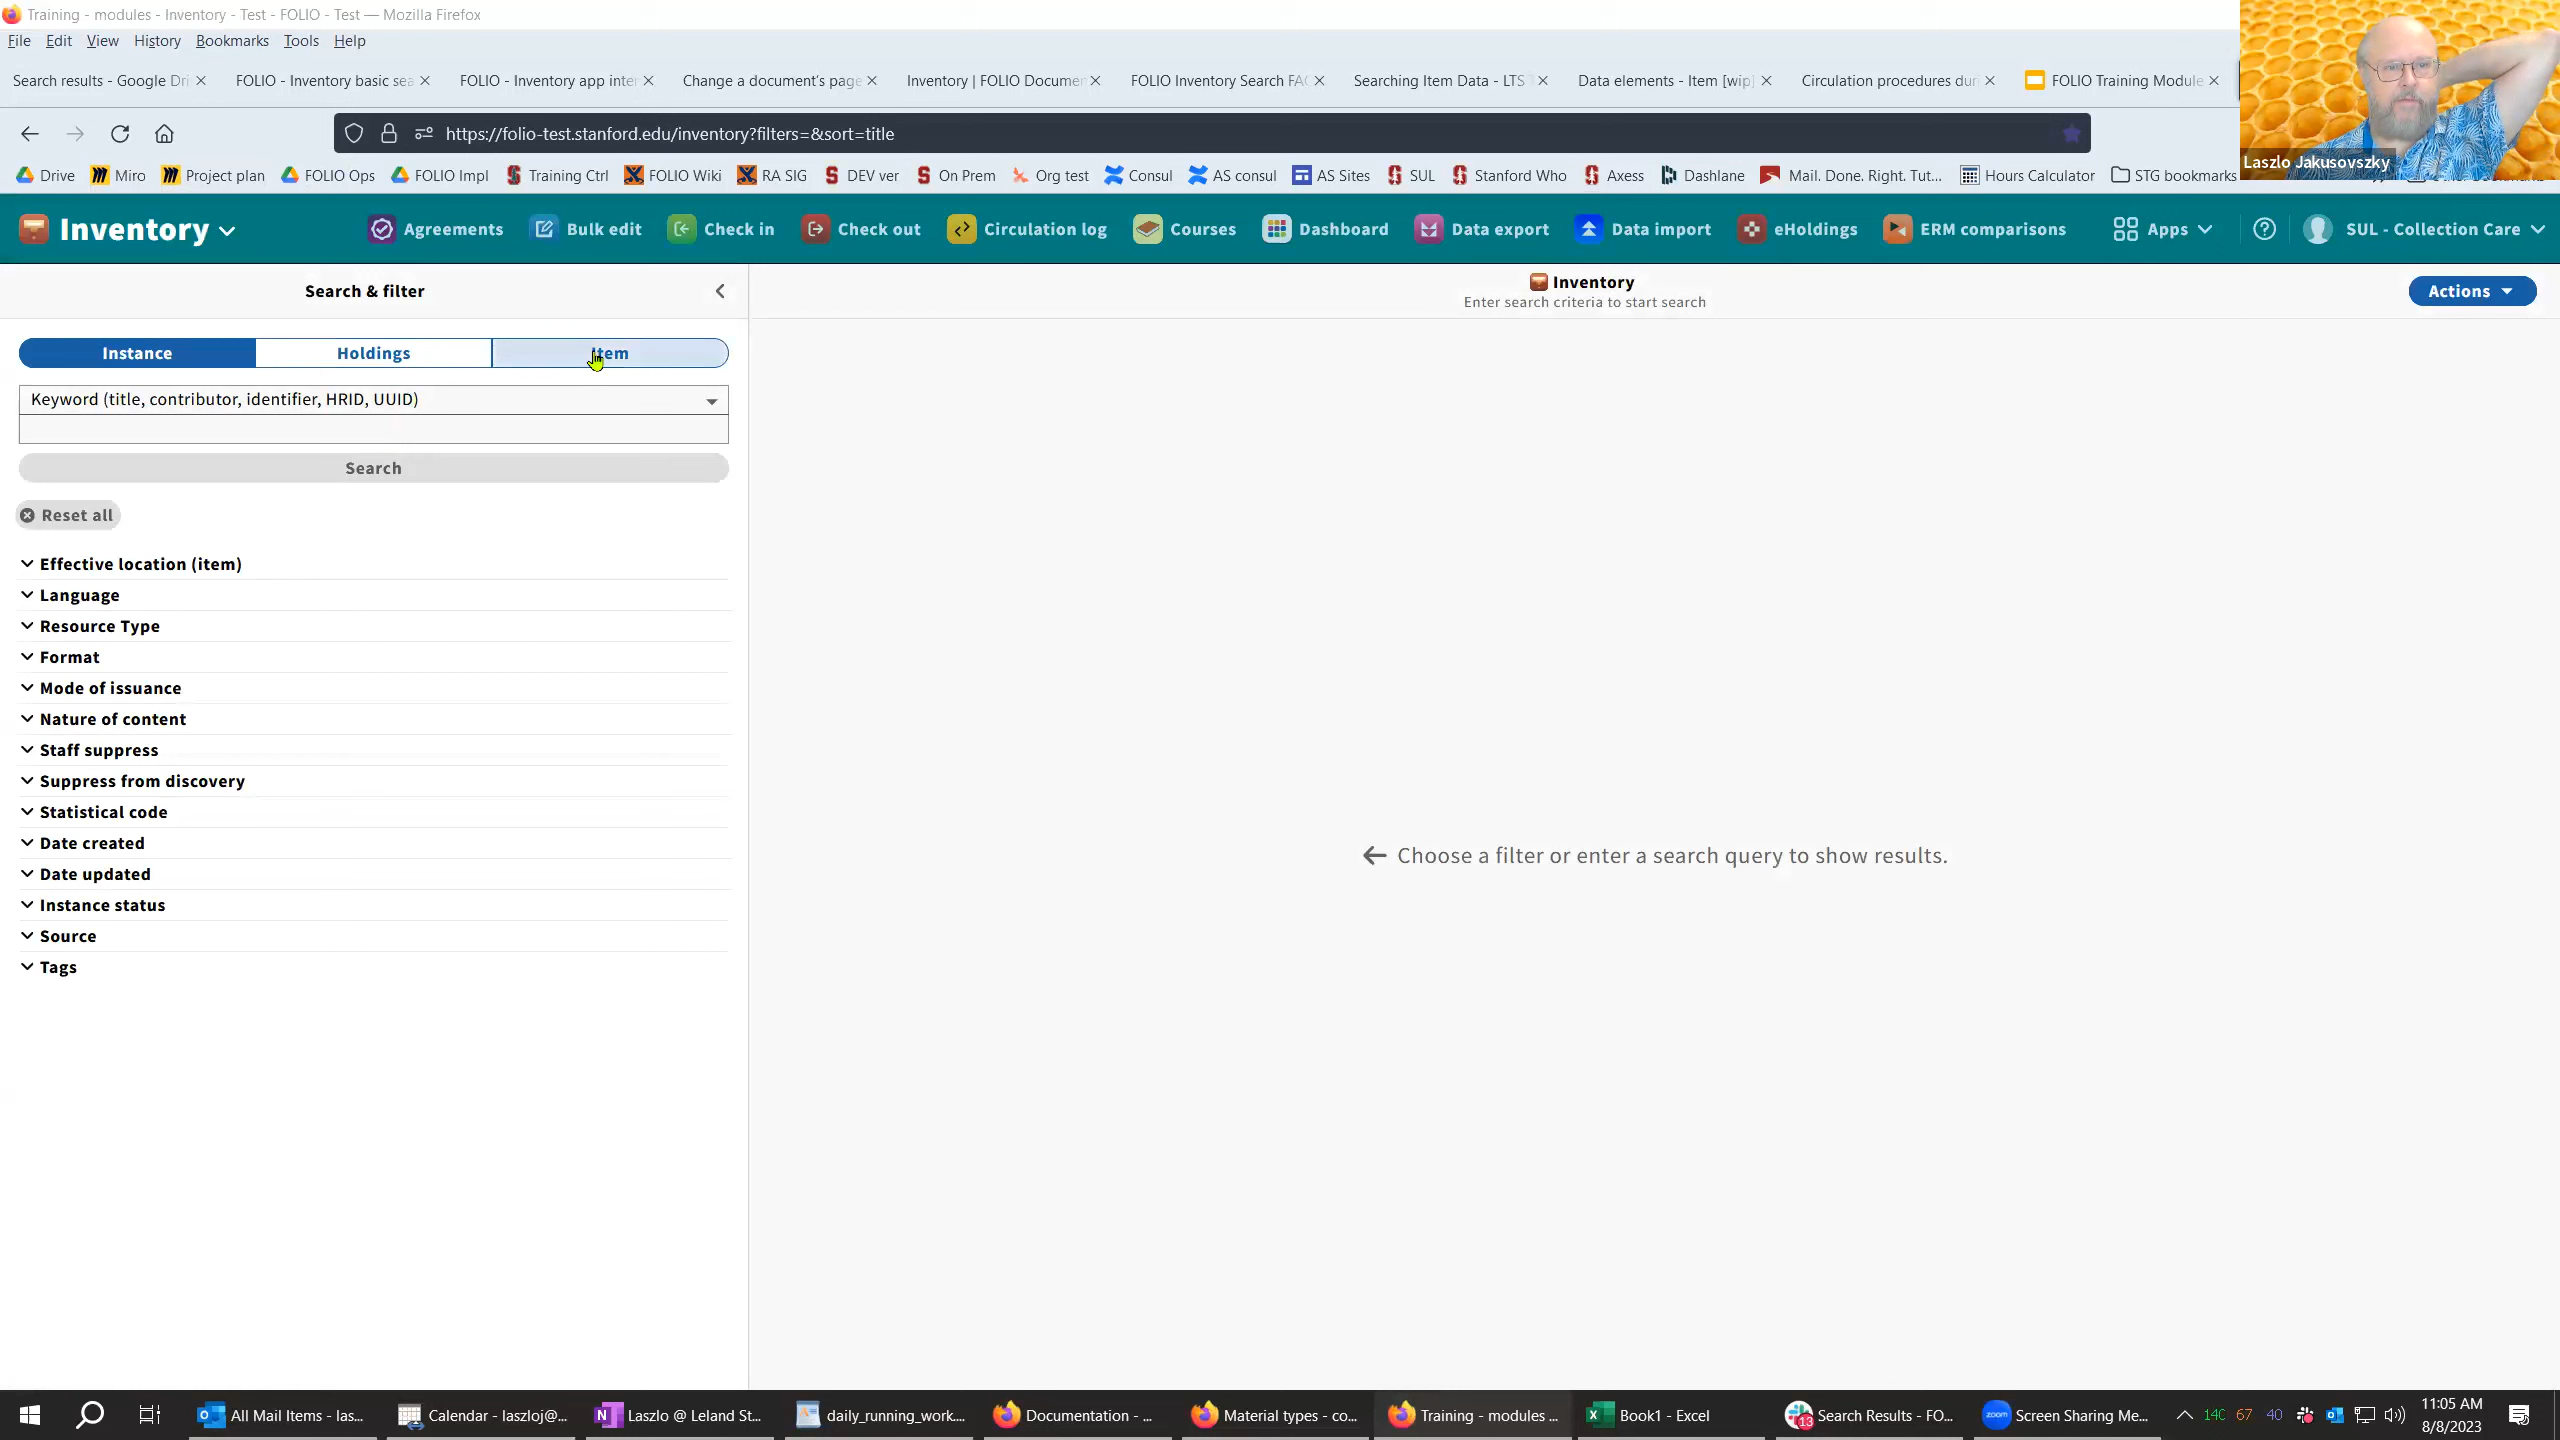 Training - modules - Inventory - Test - FOLIO - Test — Mozilla Firefox
File Edit View History Bookmarks Tools Help
Search results - Google Dri FOLIO - Inventory basic sea FOLIO - Inventory app inter Change a document's page Inventory | FOLIO Documen FOLIO Inventory Search FAQ Searching Item Data - LTS Data elements - Item [wip] Circulation procedures duri FOLIO Training Module
https://folio-test.stanford.edu/inventory?filters=&sort=title
Laszlo Jakusovszky
Drive Miro Project plan FOLIO Ops FOLIO Impl Training Ctrl FOLIO Wiki RA SIG DEV ver On Prem Org test Consul AS consul AS Sites SUL Stanford Who Axess Dashlane Mail. Done. Right. Tut... Hours Calculator STG bookmarks
Inventory Agreements Bulk edit Check in Check out Circulation log Courses Dashboard Data export Data import eHoldings ERM comparisons Apps SUL - Collection Care
Search & filter
Inventory
Enter search criteria to start search
Actions
Instance Holdings Item
Keyword (title, contributor, identifier, HRID, UUID)
Search
Reset all
Effective location (item)
Language
Resource Type
Format
Mode of issuance
Nature of content
Staff suppress
Suppress from discovery
Statistical code
Date created
Date updated
Instance status
Source
Tags
Choose a filter or enter a search query to show results.
All Mail Items - las... Calendar - laszloj@... Laszlo @ Leland St... daily_running_work... Documentation - ... Material types - co... Training - modules ... Book1 - Excel 13 Search Results - FO... zoom Screen Sharing Me... 14C 67 40 11:05 AM
8/8/2023